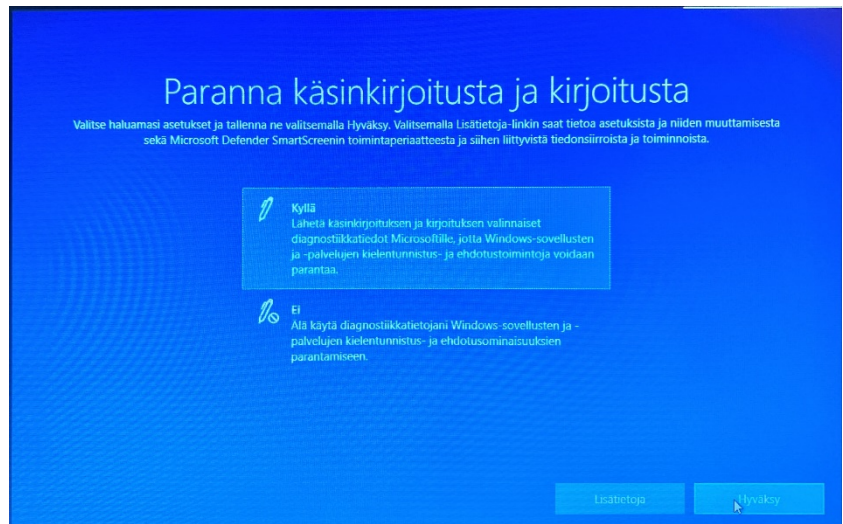 Paranna käsinkirjoitusta ja kirjoitusta
Valitse haluamasi asetukset ja tallenna ne valitsemalla Hyväksy. Valitsemalla Lisätietoja-linkin saat tietoa asetuksista ja niiden muuttamisesta
sekä Microsoft Defender SmartScreenin toimintaperiaatteesta ja siihen liittyvistä tiedonsiirroista ja toiminnoista.
Kyllä
Lähetä käsinkirjoituksen ja kirjoituksen valinnaiset
diagnostiikkatiedot Microsoftille, jotta Windows-sovellusten
ja -palvelujen kielentunnistus- ja ehdotustoimintoja voidaan
parantaa.
Ei
Älä käytä diagnostiikkatietojani Windows-sovellusten ja -
palvelujen kielentunnistus- ja ehdotusominaisuuksien
parantamiseen.
Lisätietoja
Hyväksy